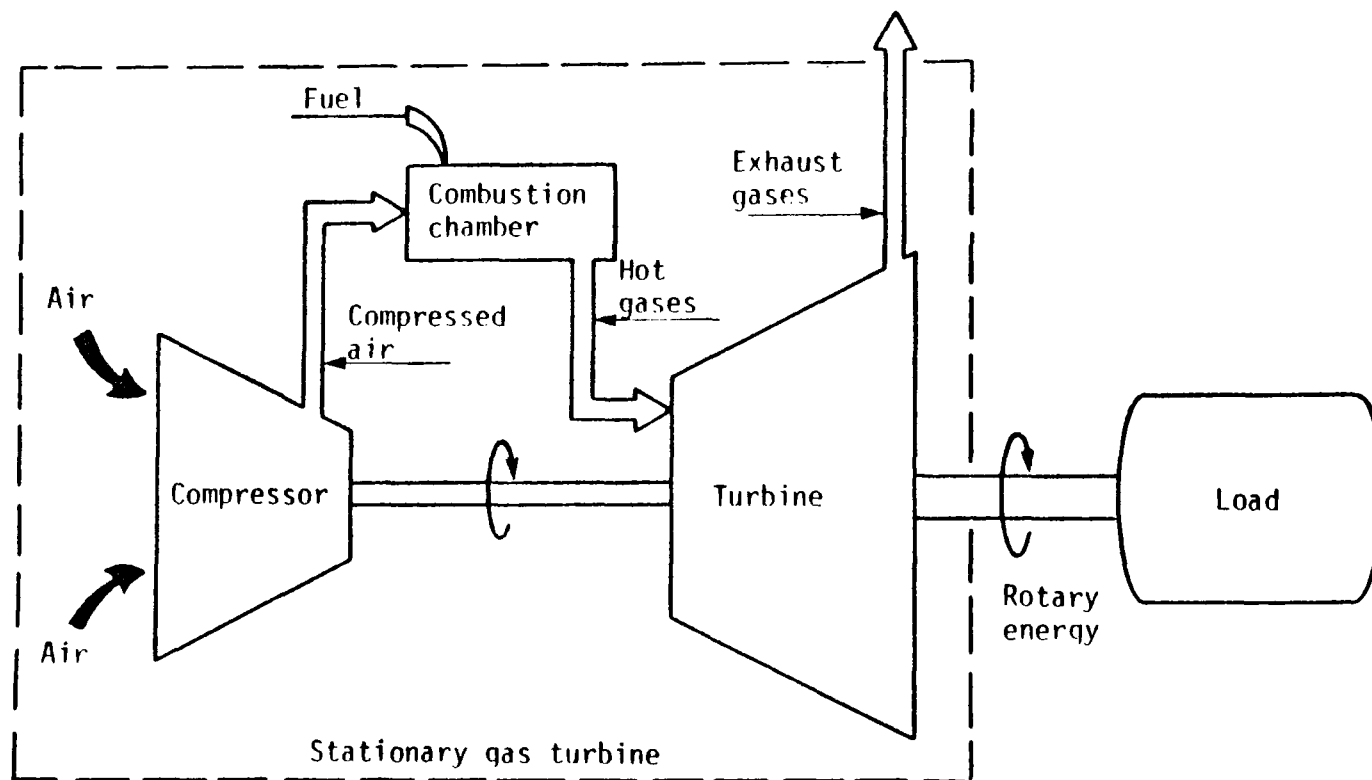 Fuel
Combustion
chamber
Exhaust
gases
Air
Hot
gases
Compressed
air
Compressor
Turbine
Load
Air
Rotary
energy
Stationary gas turbine